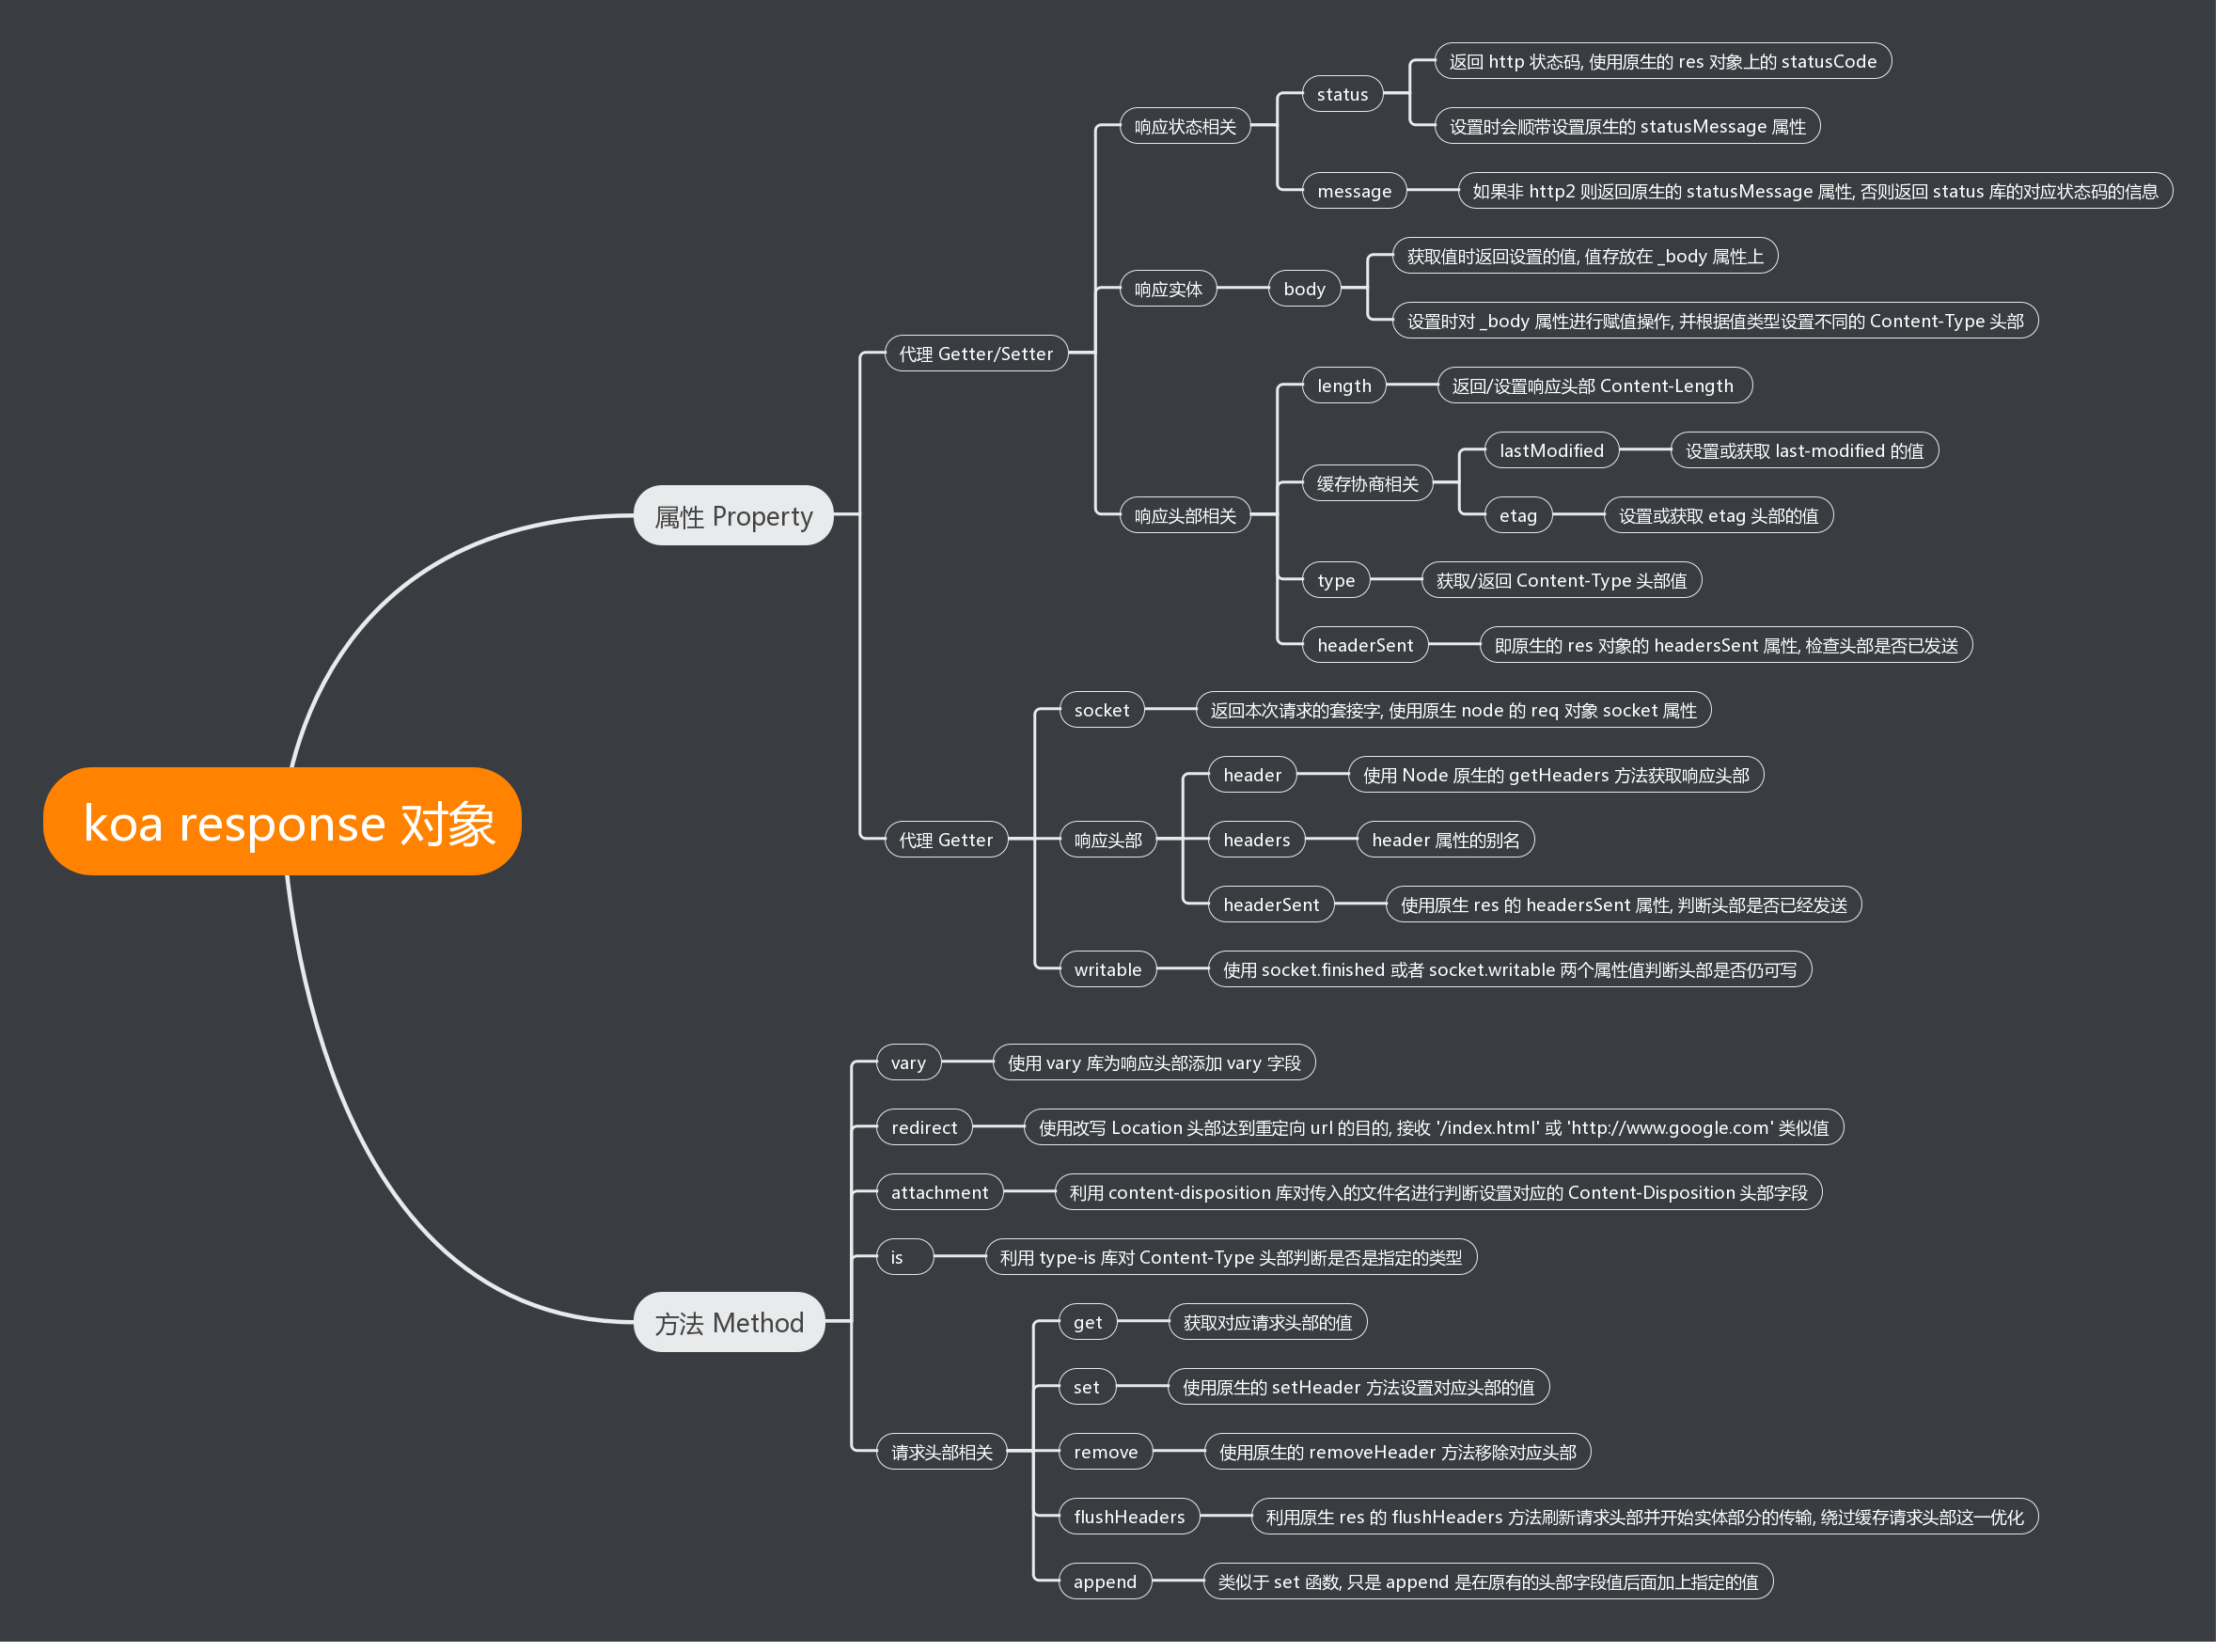 koa response 对象
属性 Property
代理 Getter/Setter
响应状态相关
status
返回 http 状态码, 使用原生的 res 对象上的 statusCode
设置时会顺带设置原生的 statusMessage 属性
message
如果非 http2 则返回原生的 statusMessage 属性, 否则返回 status 库的对应状态码的信息
响应实体
body
获取值时返回设置的值, 值存放在 _body 属性上
设置时对 _body 属性进行赋值操作, 并根据值类型设置不同的 Content-Type 头部
响应头部相关
length
返回/设置响应头部 Content-Length
缓存协商相关
lastModified
设置或获取 last-modified 的值
etag
设置或获取 etag 头部的值
type
获取/返回 Content-Type 头部值
headerSent
即原生的 res 对象的 headersSent 属性, 检查头部是否已发送
代理 Getter
socket
返回本次请求的套接字, 使用原生 node 的 req 对象 socket 属性
响应头部
header
使用 Node 原生的 getHeaders 方法获取响应头部
headers
header 属性的别名
headerSent
使用原生 res 的 headersSent 属性, 判断头部是否已经发送
writable
使用 socket.finished 或者 socket.writable 两个属性值判断头部是否仍可写
方法 Method
vary
使用 vary 库为响应头部添加 vary 字段
redirect
使用改写 Location 头部达到重定向 url 的目的, 接收 '/index.html' 或 'http://www.google.com' 类似值
attachment
利用 content-disposition 库对传入的文件名进行判断设置对应的 Content-Disposition 头部字段
is
利用 type-is 库对 Content-Type 头部判断是否是指定的类型
请求头部相关
get
获取对应请求头部的值
set
使用原生的 setHeader 方法设置对应头部的值
remove
使用原生的 removeHeader 方法移除对应头部
flushHeaders
利用原生 res 的 flushHeaders 方法刷新请求头部并开始实体部分的传输, 绕过缓存请求头部这一优化
append
类似于 set 函数, 只是 append 是在原有的头部字段值后面加上指定的值